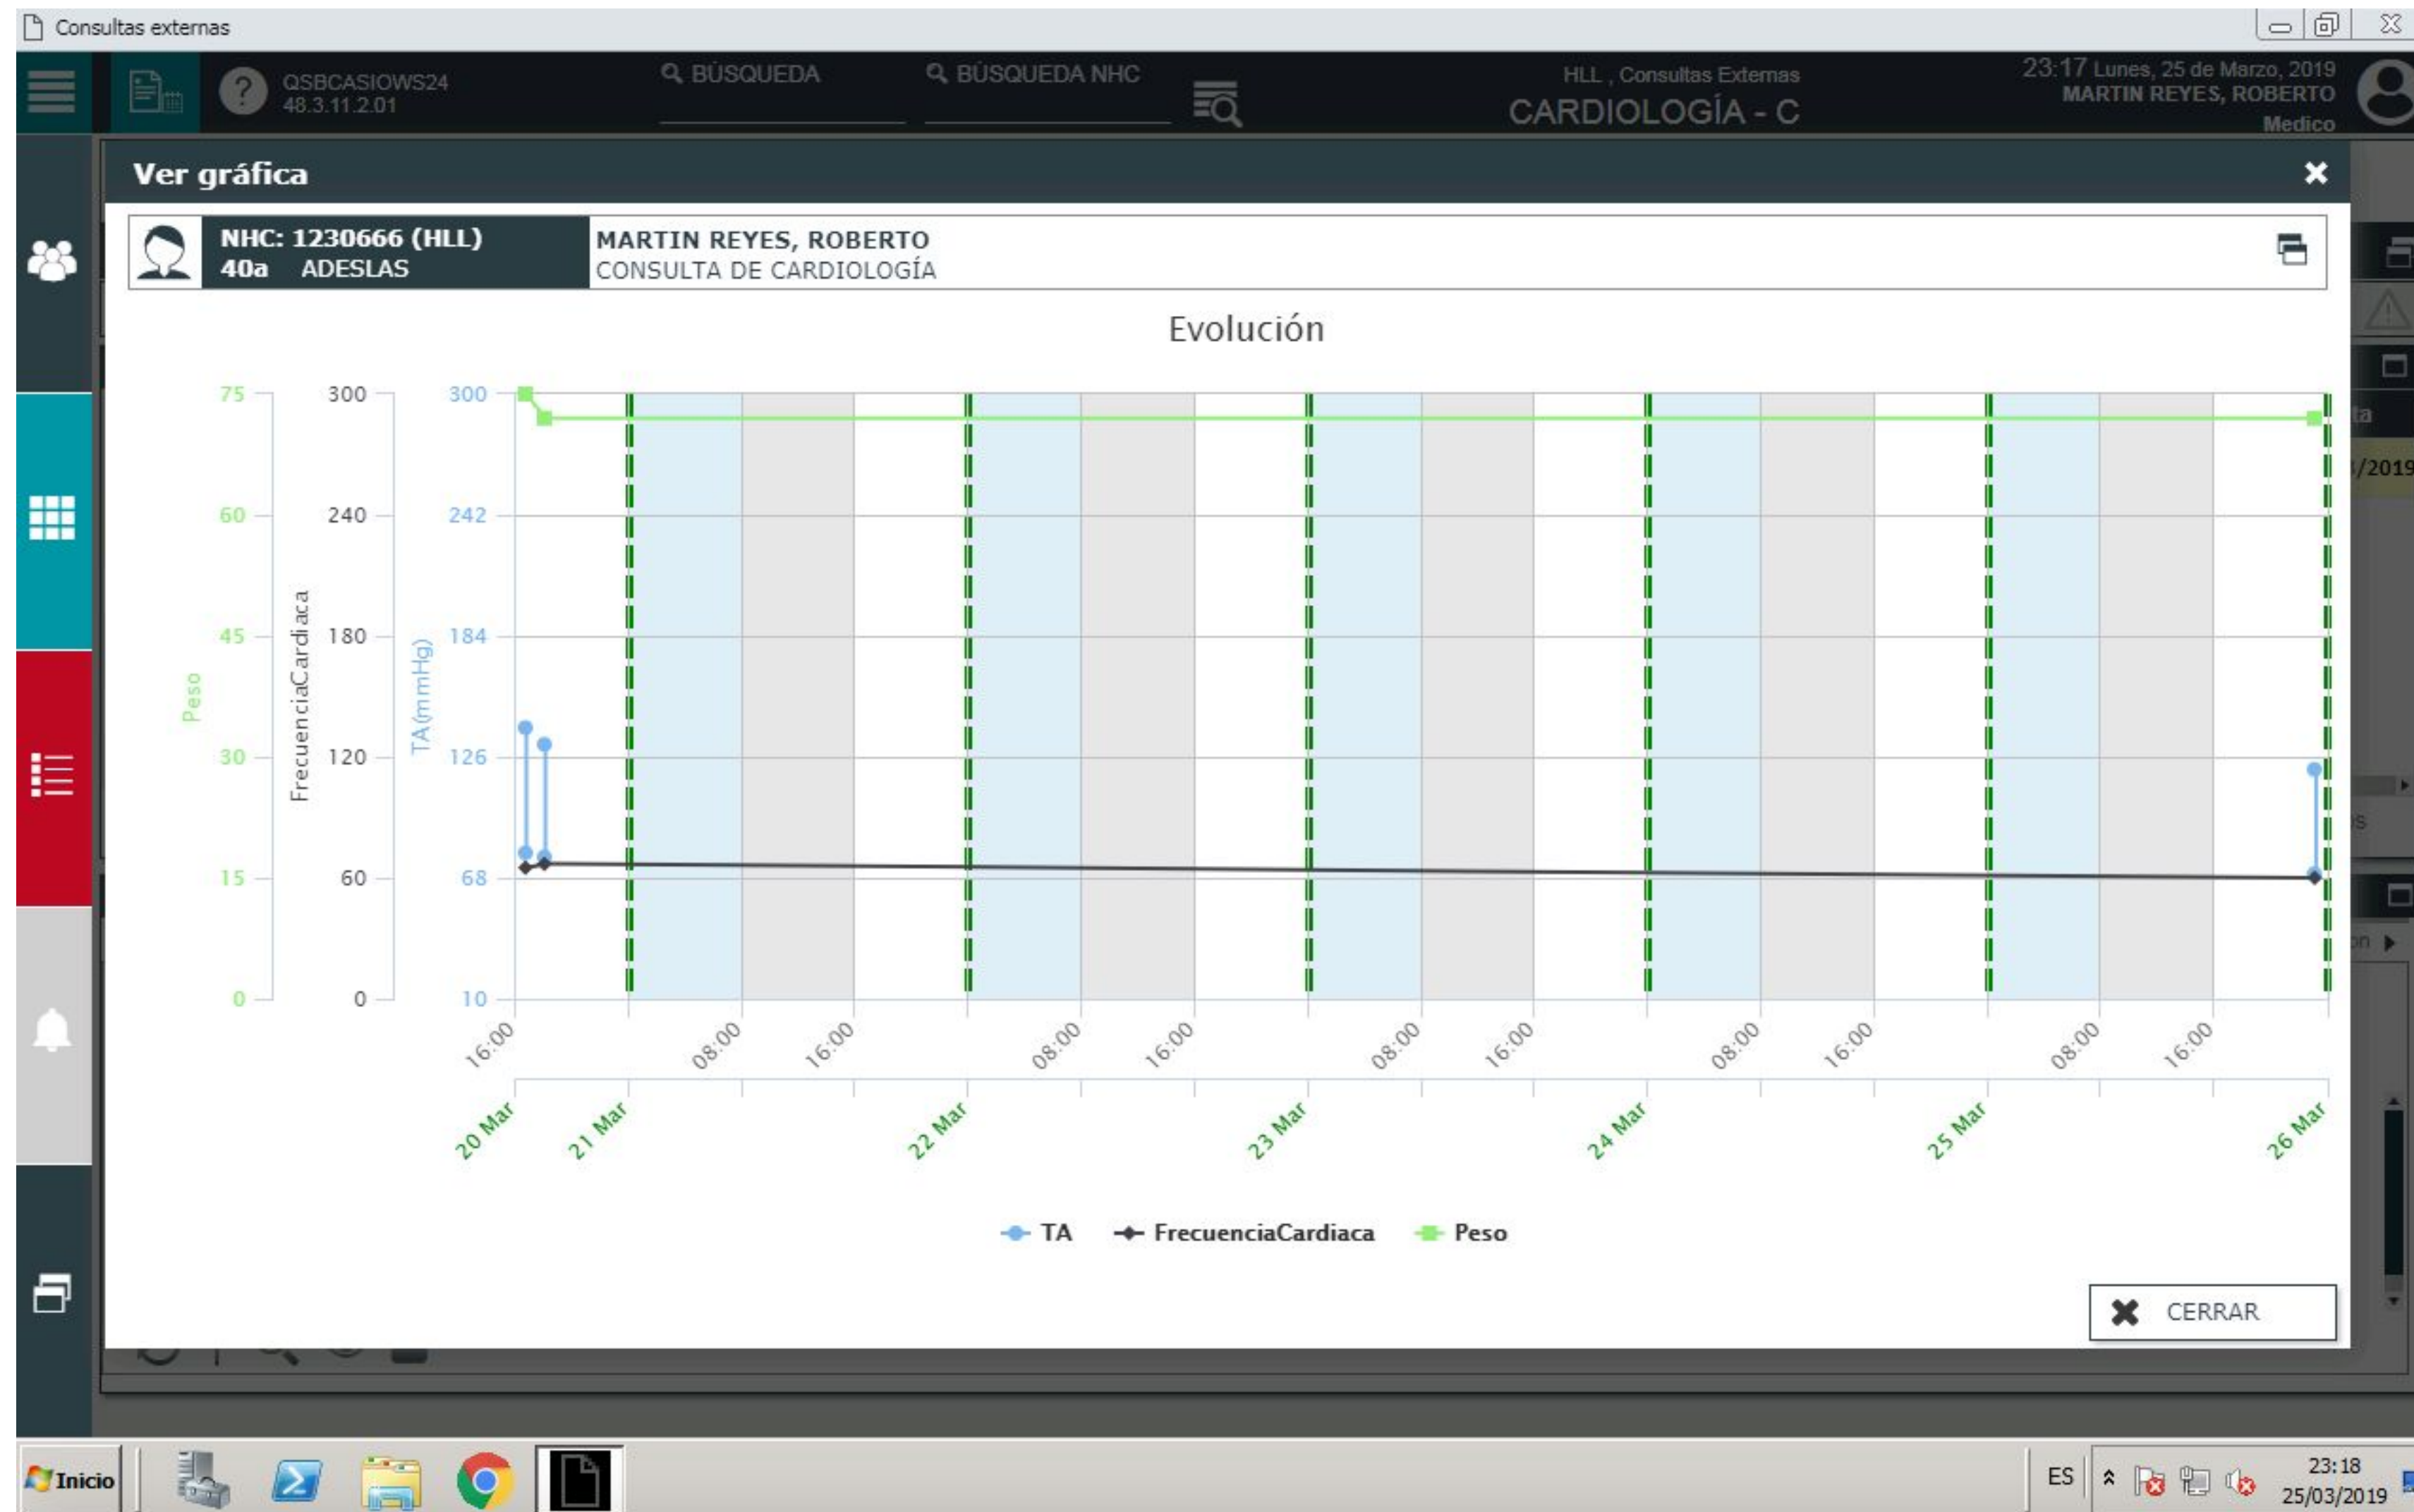 Consultas externas
QSBCASIOWS24
48.3.11.2.01
BÚSQUEDA
BÚSQUEDA NHC
HLL , Consultas Externas
CARDIOLOGÍA - C
23:17 Lunes, 25 de Marzo, 2019
MARTIN REYES, ROBERTO
Medico
Ver gráfica
NHC: 1230666 (HLL)
40a ADESLAS
MARTIN REYES, ROBERTO
CONSULTA DE CARDIOLOGÍA
ta
/2019
Evolución
75 300 300
60 240 242
45 180 184
30 120 126
15 60 68
0 0 10
Peso
FrecuenciaCardiaca
TA(mmHg)
16:00 08:00 16:00 08:00 16:00 08:00 16:00 08:00 16:00 08:00 16:00
20 Mar 21 Mar 22 Mar 23 Mar 24 Mar 25 Mar 26 Mar
TA FrecuenciaCardiaca Peso
CERRAR
Inicio
ES
23:18
25/03/2019